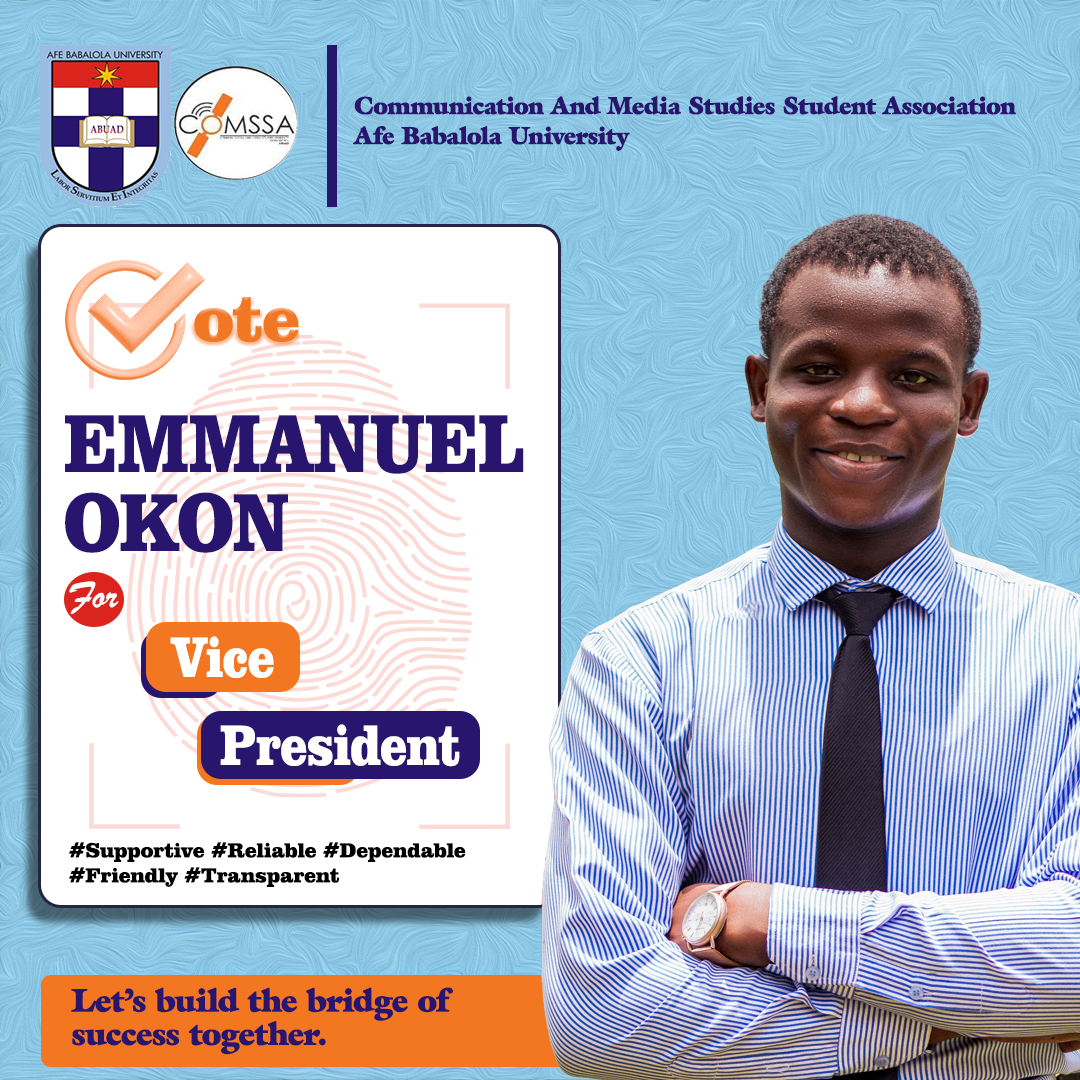 AFE BABALOLA UNIVERSITY
ABUAD
LABOR SERVITIUM ET INTEGRITAS
COMSSA
Communication And Media Studies Student Association
Afe Babalola University
ote
EMMANUEL
OKON
For
Vice
President
#Supportive #Reliable #Dependable
#Friendly #Transparent
Let's build the bridge of
success together.